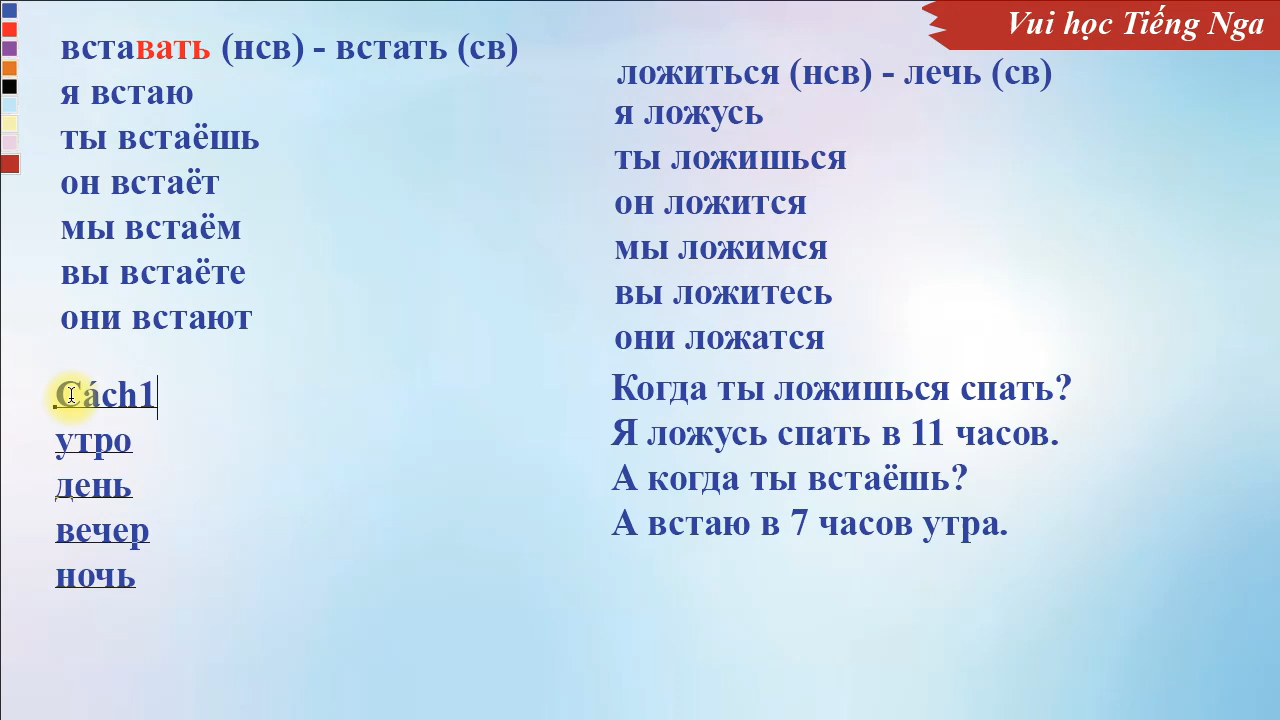 Vui học Tiếng Nga
вставать (нсв) - встать (св)
я встаю
ты встаёшь
он встаёт
мы встаём
вы встаёте
они встают
ложиться (нсв) - лечь (св)
я ложусь
ты ложишься
он ложится
мы ложимся
вы ложитесь
они ложатся
Cách1
утро
день
вечер
ночь
Когда ты ложишься спать?
Я ложусь спать в 11 часов.
А когда ты встаёшь?
А встаю в 7 часов утра.